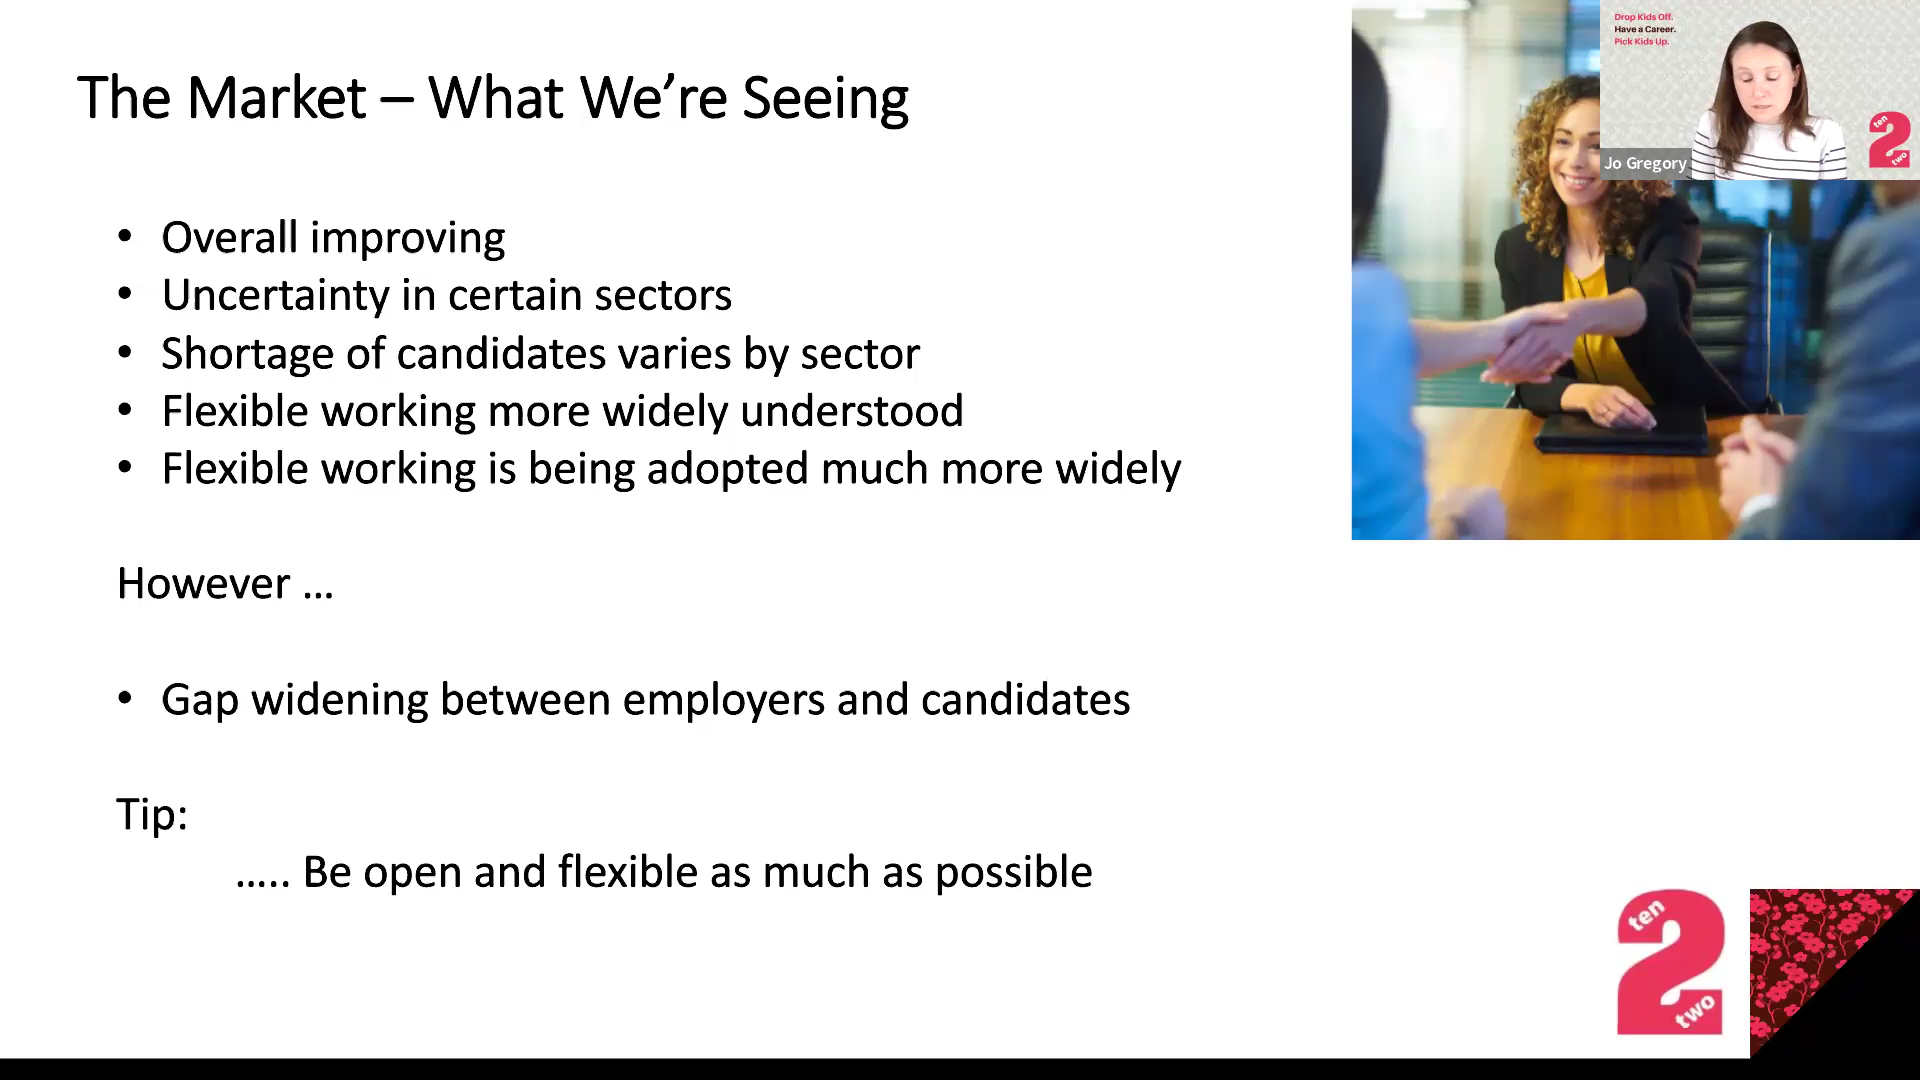 The Market – What We’re Seeing
• Overall improving
• Uncertainty in certain sectors
• Shortage of candidates varies by sector
• Flexible working more widely understood
• Flexible working is being adopted much more widely
However ...
• Gap widening between employers and candidates
Tip:
..... Be open and flexible as much as possible
Drop Kids Off.
Have a Career.
Pick Kids Up.
Jo Gregory
ten
2
two
ten
2
two